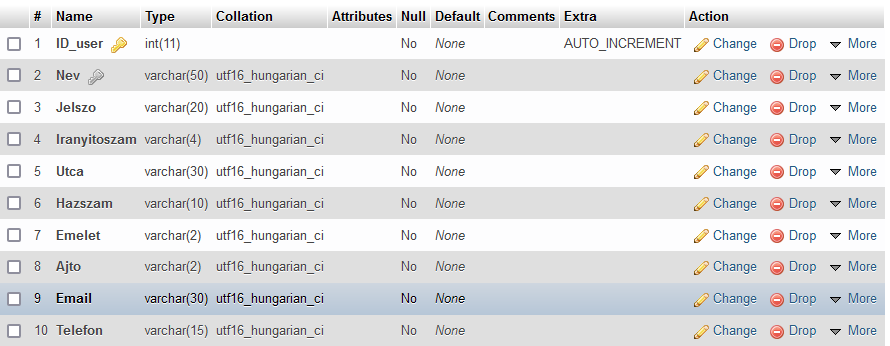 # Name Type Collation Attributes Null Default Comments Extra Action
1 ID_user int(11) No None AUTO_INCREMENT Change Drop More
2 Nev varchar(50) utf16_hungarian_ci No None Change Drop More
3 Jelszo varchar(20) utf16_hungarian_ci No None Change Drop More
4 Iranyitoszam varchar(4) utf16_hungarian_ci No None Change Drop More
5 Utca varchar(30) utf16_hungarian_ci No None Change Drop More
6 Hazszam varchar(10) utf16_hungarian_ci No None Change Drop More
7 Emelet varchar(2) utf16_hungarian_ci No None Change Drop More
8 Ajto varchar(2) utf16_hungarian_ci No None Change Drop More
9 Email varchar(30) utf16_hungarian_ci No None Change Drop More
10 Telefon varchar(15) utf16_hungarian_ci No None Change Drop More